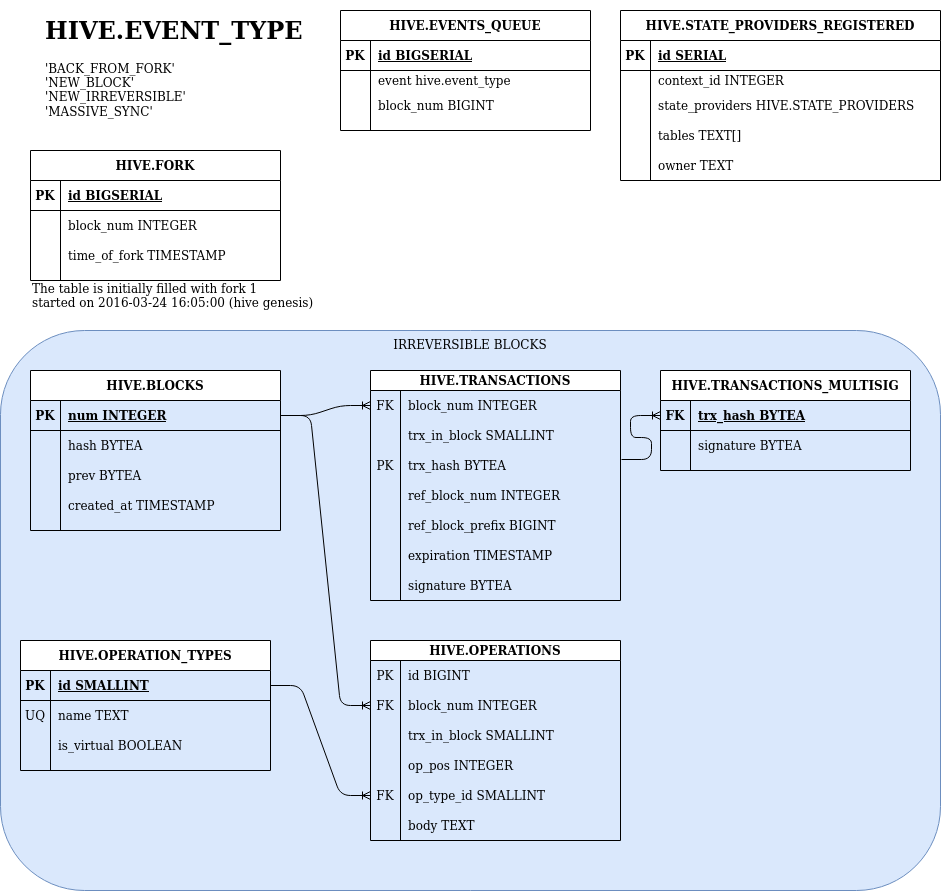 HIVE.EVENT_TYPE
'BACK_FROM_FORK'
'NEW_BLOCK'
'NEW_IRREVERSIBLE'
'MASSIVE_SYNC'
HIVE.EVENTS_QUEUE
PK id BIGSERIAL
event hive.event_type
block_num BIGINT
HIVE.STATE_PROVIDERS_REGISTERED
PK id SERIAL
context_id INTEGER
state_providers HIVE.STATE_PROVIDERS
tables TEXT[]
owner TEXT
HIVE.FORK
PK id BIGSERIAL
block_num INTEGER
time_of_fork TIMESTAMP
The table is initially filled with fork 1
started on 2016-03-24 16:05:00 (hive genesis)
IRREVERSIBLE BLOCKS
HIVE.BLOCKS
PK num INTEGER
hash BYTEA
prev BYTEA
created_at TIMESTAMP
HIVE.TRANSACTIONS
FK block_num INTEGER
trx_in_block SMALLINT
PK trx_hash BYTEA
ref_block_num INTEGER
ref_block_prefix BIGINT
expiration TIMESTAMP
signature BYTEA
HIVE.TRANSACTIONS_MULTISIG
FK trx_hash BYTEA
signature BYTEA
HIVE.OPERATION_TYPES
PK id SMALLINT
UQ name TEXT
is_virtual BOOLEAN
HIVE.OPERATIONS
PK id BIGINT
FK block_num INTEGER
trx_in_block SMALLINT
op_pos INTEGER
FK op_type_id SMALLINT
body TEXT